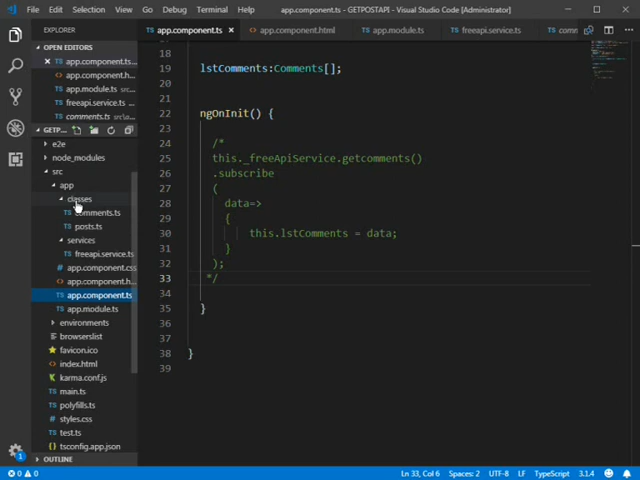 File Edit Selection View Go Debug Terminal Help app.component.ts - GETPOSTAPI - Visual Studio Code [Administrator]
EXPLORER
OPEN EDITORS
app.component.ts...
app.component.h...
app.module.ts
freeapi.service.ts ...
comments.ts src\a...
GETP...
e2e
node_modules
src
app
classes
comments.ts
posts.ts
services
freeapi.service.ts
app.component.css
app.component.h...
app.component.ts
app.module.ts
environments
browserslist
favicon.ico
index.html
karma.conf.js
main.ts
polyfills.ts
styles.css
test.ts
tsconfig.app.json
OUTLINE
app.component.ts app.component.html app.module.ts freeapi.service.ts
18
19 lstComments:Comments[];
20
21
22 ngOnInit() {
23
24 /*
25 this._freeApiService.getcomments()
26 .subscribe
27 (
28 data=>
29 {
30 this.lstComments = data;
31 }
32 );
33 */
34
35 }
36
37
38 }
39
1
0 0 Ln 33, Col 6 Spaces: 2 UTF-8 LF TypeScript 3.1.4